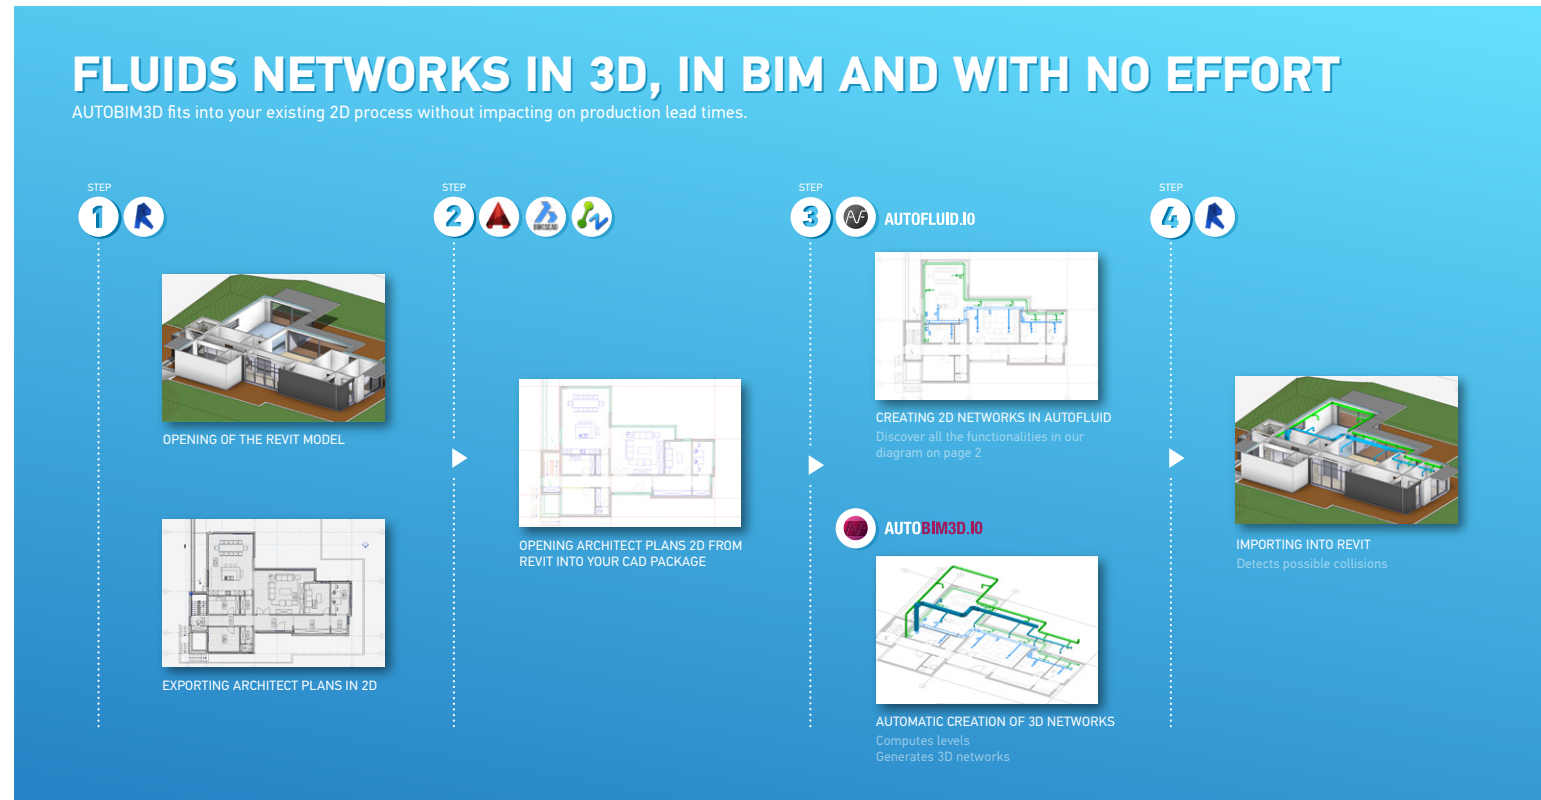 FLUIDS NETWORKS IN 3D, IN BIM AND WITH NO EFFORT
AUTOBIM3D fits into your existing 2D process without impacting on production lead times.
STEP
1
OPENING OF THE REVIT MODEL
EXPORTING ARCHITECT PLANS IN 2D
STEP
2
OPENING ARCHITECT PLANS 2D FROM
REVIT INTO YOUR CAD PACKAGE
STEP
3
AUTOFLUID.IO
CREATING 2D NETWORKS IN AUTOFLUID
Discover all the functionalities in our
diagram on page 2
AUTOBIM3D.IO
AUTOMATIC CREATION OF 3D NETWORKS
Computes levels
Generates 3D networks
STEP
4
IMPORTING INTO REVIT
Detects possible collisions